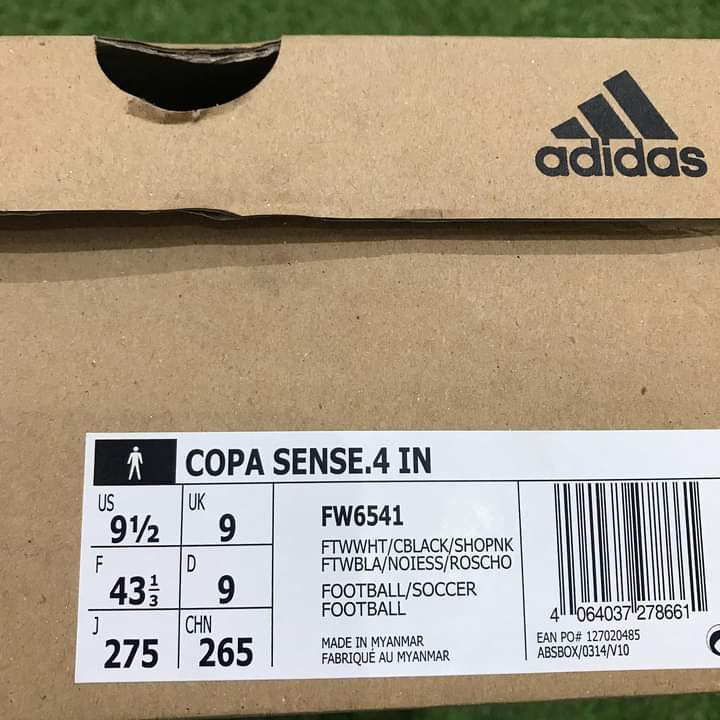 adidas
COPA SENSE.4 IN
US
9½
UK
9
F
43⅓
D
9
J
275
CHN
265
FW6541
FTWWHT/CBLACK/SHOPNK
FTWBLA/NOIESS/ROSCHO
FOOTBALL/SOCCER
FOOTBALL
MADE IN MYANMAR
FABRIQUÉ AU MYANMAR
4 064037 278661
EAN PO# 127020485
ABSBOX/0314/V10